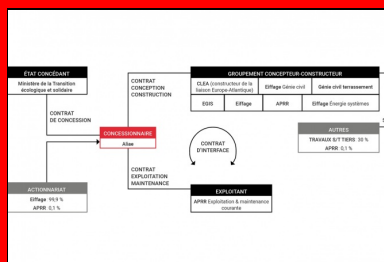 ÉTAT CONCÉDANT
Ministère de la Transition
écologique et solidaire
CONTRAT
DE CONCESSION
CONCESSIONNAIRE
Aliae
ACTIONNARIAT
Eiffage 99,9 %
APRR 0,1 %
CONTRAT
CONCEPTION
CONSTRUCTION
GROUPEMENT CONCEPTEUR-CONSTRUCTEUR
CLEA (constructeur de la
liaison Europe-Atlantique)
Eiffage Génie civil
Génie civil terrassement
EGIS
Eiffage
APRR
Eiffage Énergie systèmes
CONTRAT
D'INTERFACE
AUTRES
TRAVAUX S/T TIERS 30 %
APRR 0,1 %
CONTRAT
EXPLOITATION
MAINTENANCE
EXPLOITANT
APRR Exploitation & maintenance
courante